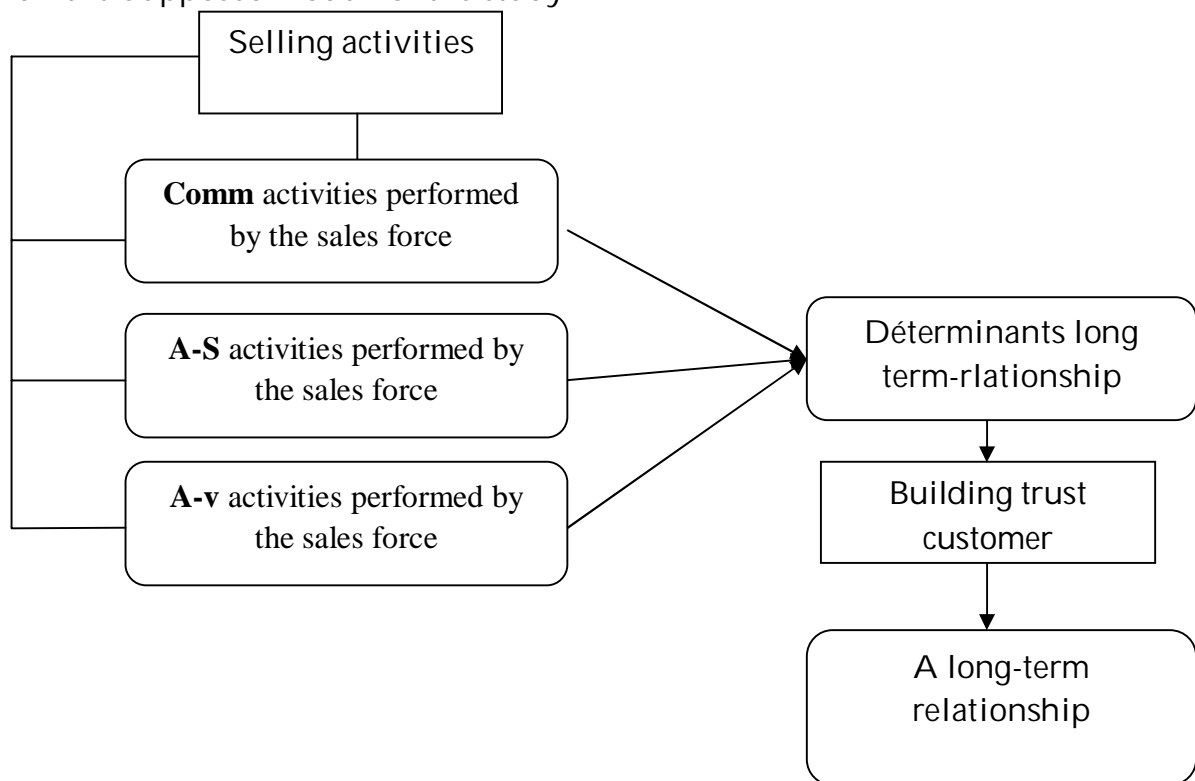 Selling activities
Comm activities performed
by the sales force
A-S activities performed by
the sales force
A-v activities performed by
the sales force
Déterminants long
term-rlationship
Building trust
customer
A long-term
relationship